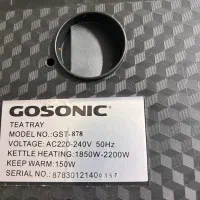 GOSONIC®
TEA TRAY
MODEL NO.:GST-878
VOLTAGE: AC220-240V 50Hz
KETTLE HEATING:1850W-2200W
KEEP WARM:150W
SERIAL NO.: